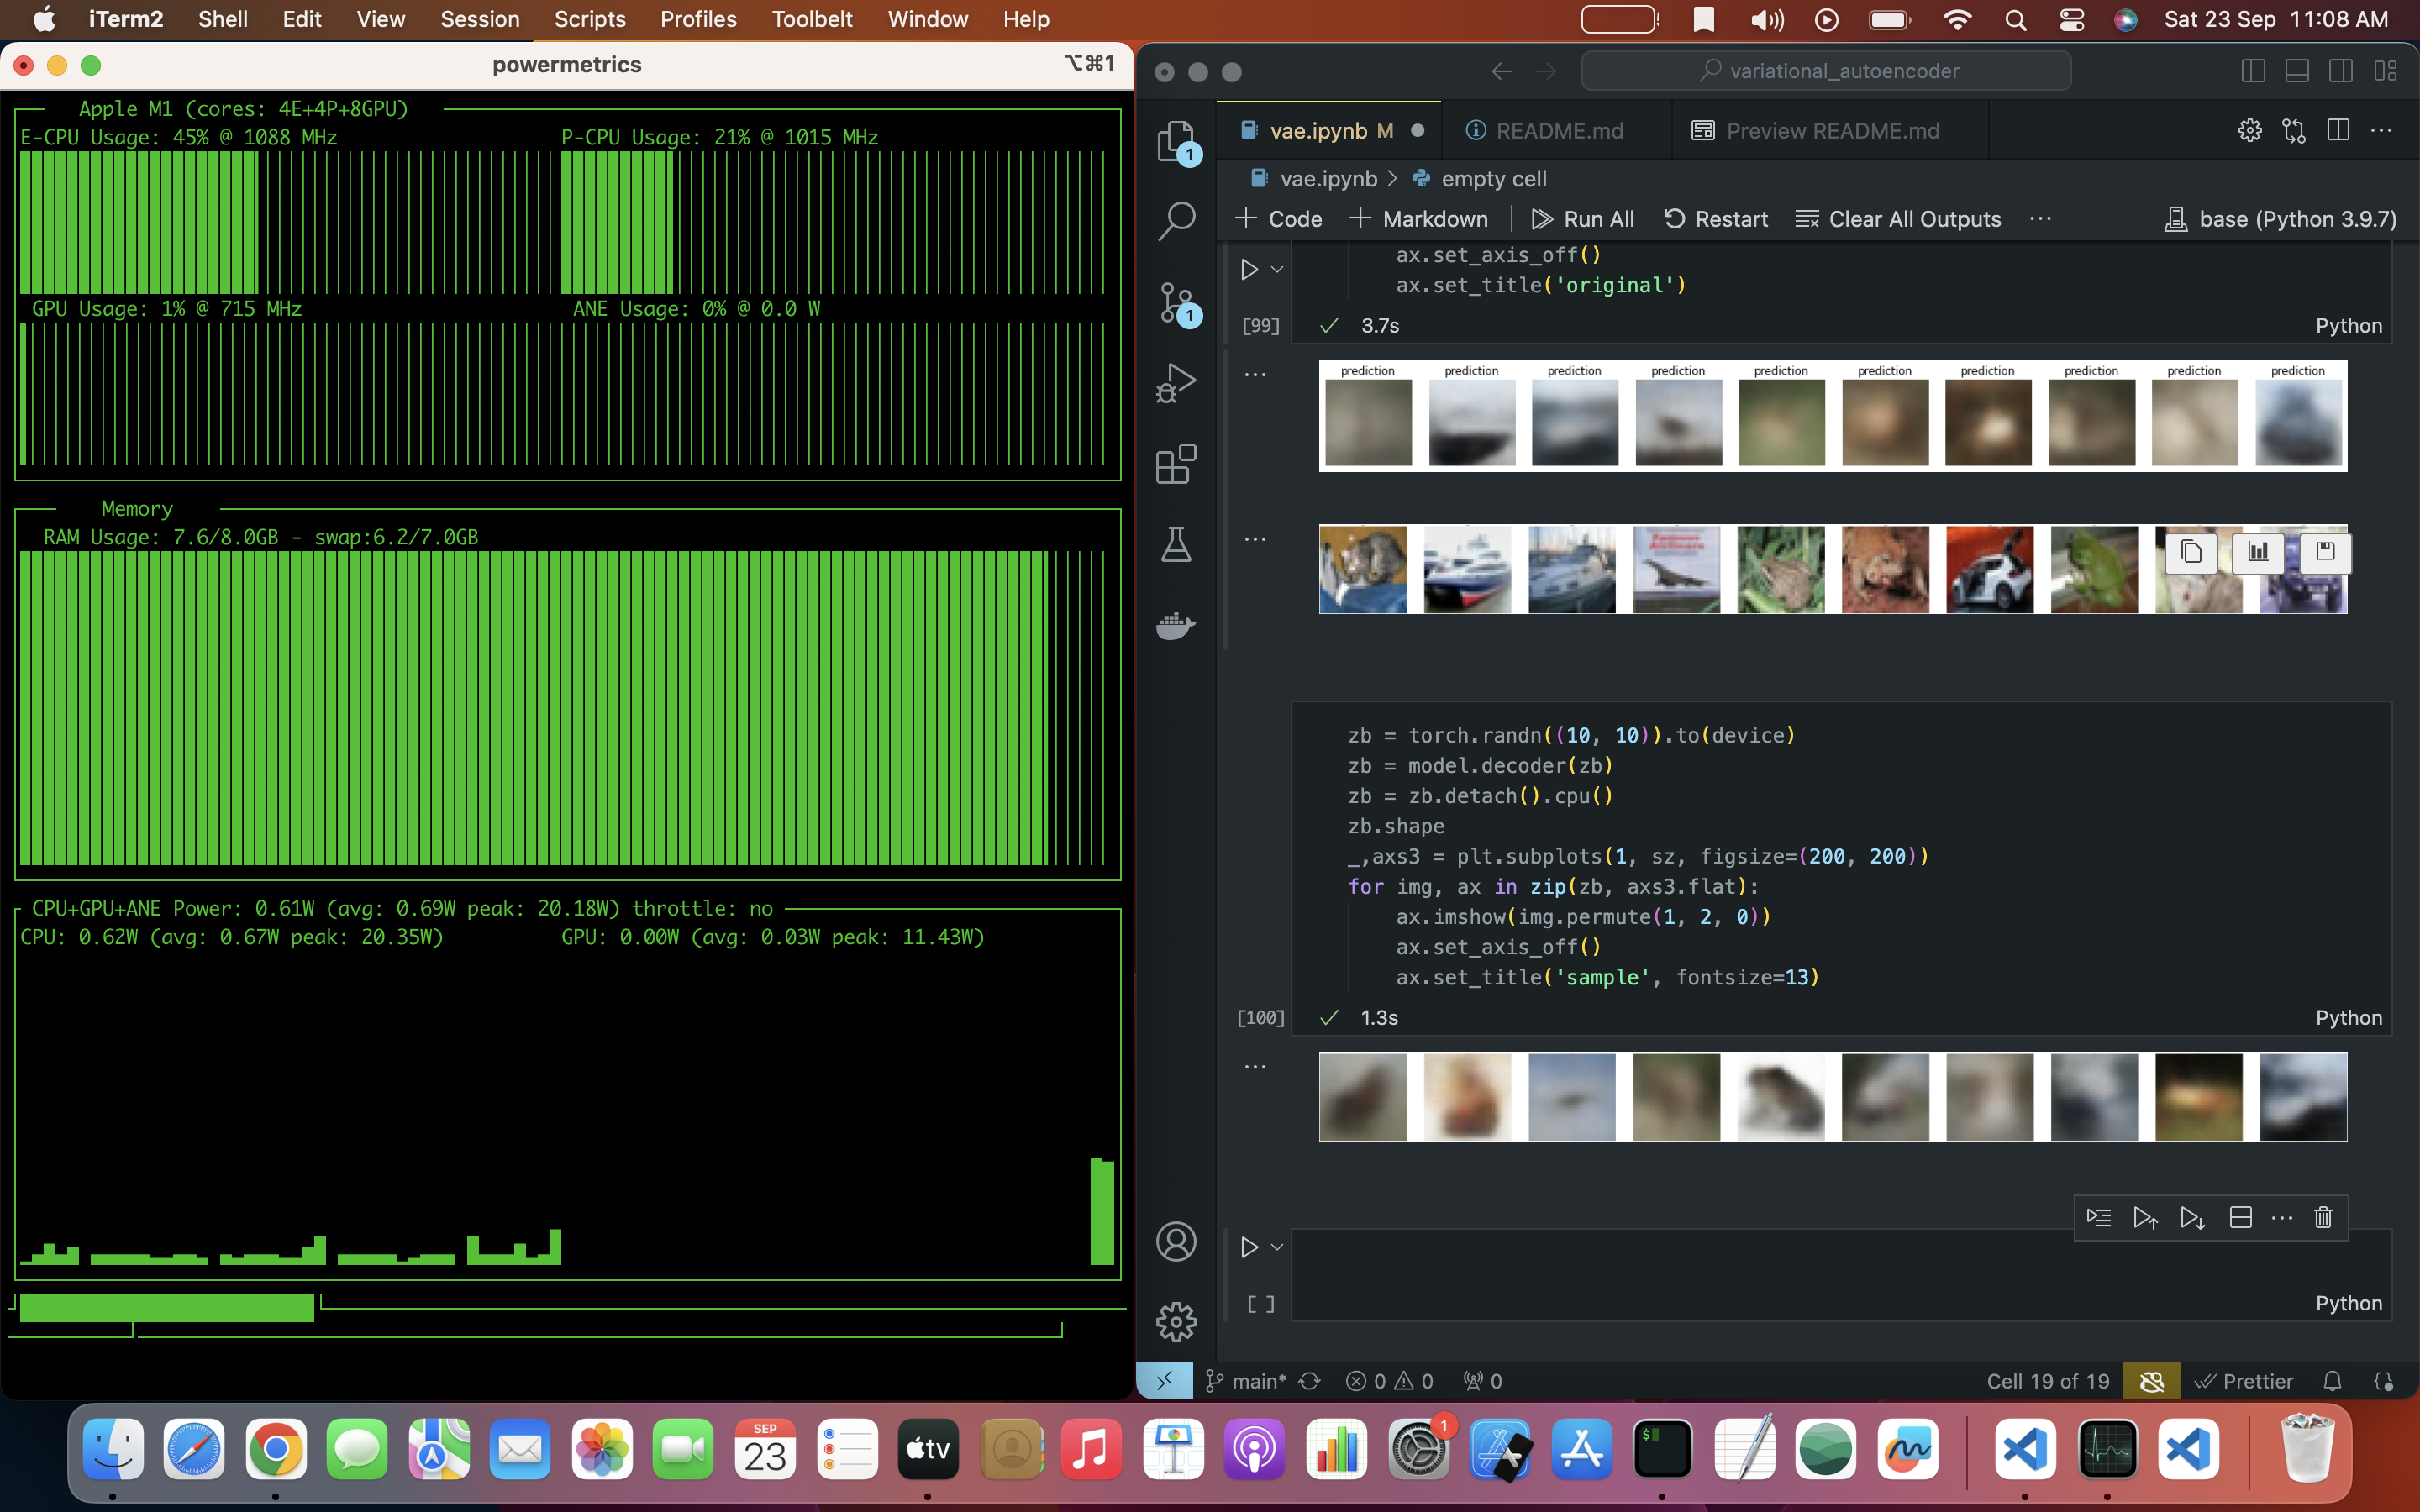 iTerm2 Shell Edit View Session Scripts Profiles Toolbelt Window Help
Sat 23 Sep 11:08 AM
powermetrics
⌥⌘1
Apple M1 (cores: 4E+4P+8GPU)
E-CPU Usage: 45% @ 1088 MHz
P-CPU Usage: 21% @ 1015 MHz
GPU Usage: 1% @ 715 MHz
ANE Usage: 0% @ 0.0 W
Memory
RAM Usage: 7.6/8.0GB - swap:6.2/7.0GB
CPU+GPU+ANE Power: 0.61W (avg: 0.69W peak: 20.18W) throttle: no
CPU: 0.62W (avg: 0.67W peak: 20.35W)
GPU: 0.00W (avg: 0.03W peak: 11.43W)
variational_autoencoder
vae.ipynb M
README.md
Preview README.md
1
vae.ipynb > empty cell
+ Code + Markdown Run All Restart Clear All Outputs ...
base (Python 3.9.7)
1
ax.set_axis_off()
ax.set_title('original')
[99]
3.7s
Python
prediction prediction prediction prediction prediction prediction prediction prediction prediction prediction
zb = torch.randn((10, 10)).to(device)
zb = model.decoder(zb)
zb = zb.detach().cpu()
zb.shape
_,axs3 = plt.subplots(1, sz, figsize=(200, 200))
for img, ax in zip(zb, axs3.flat):
ax.imshow(img.permute(1, 2, 0))
ax.set_axis_off()
ax.set_title('sample', fontsize=13)
[100]
1.3s
Python
[ ]
Python
main* 0 0 0
Cell 19 of 19
Prettier
SEP
23
tv
1
$